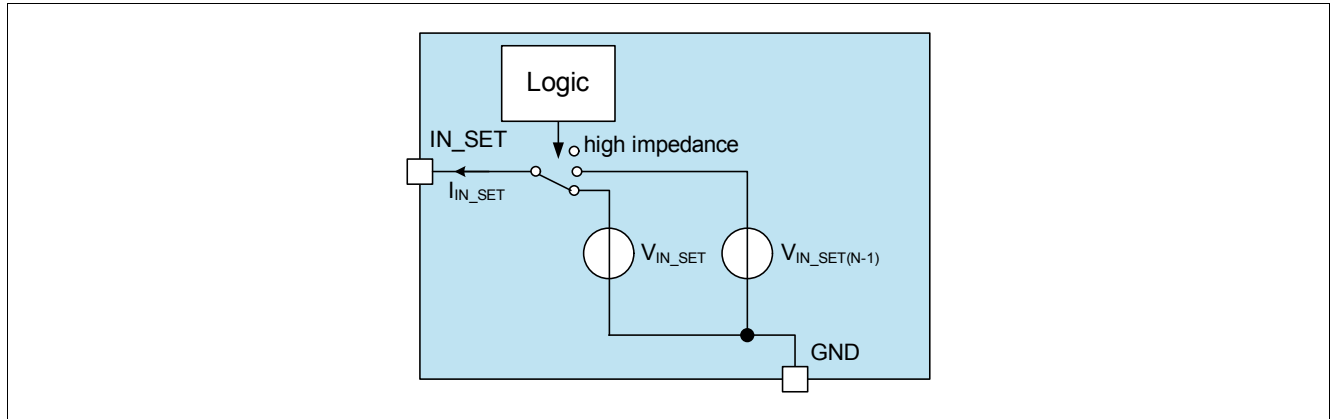 Logic
IN_SET
high impedance
IIN_SET
VIN_SET
VIN_SET(N-1)
GND